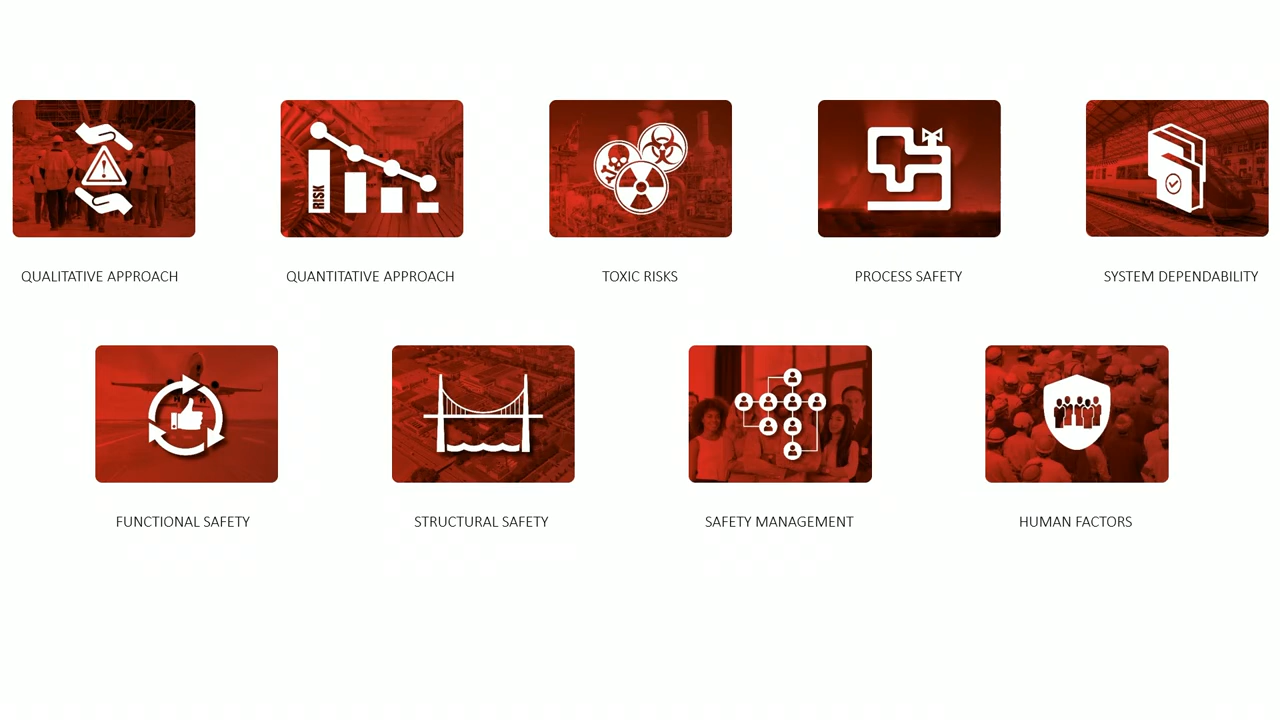 RISK
QUALITATIVE APPROACH
QUANTITATIVE APPROACH
TOXIC RISKS
PROCESS SAFETY
SYSTEM DEPENDABILITY
FUNCTIONAL SAFETY
STRUCTURAL SAFETY
SAFETY MANAGEMENT
HUMAN FACTORS